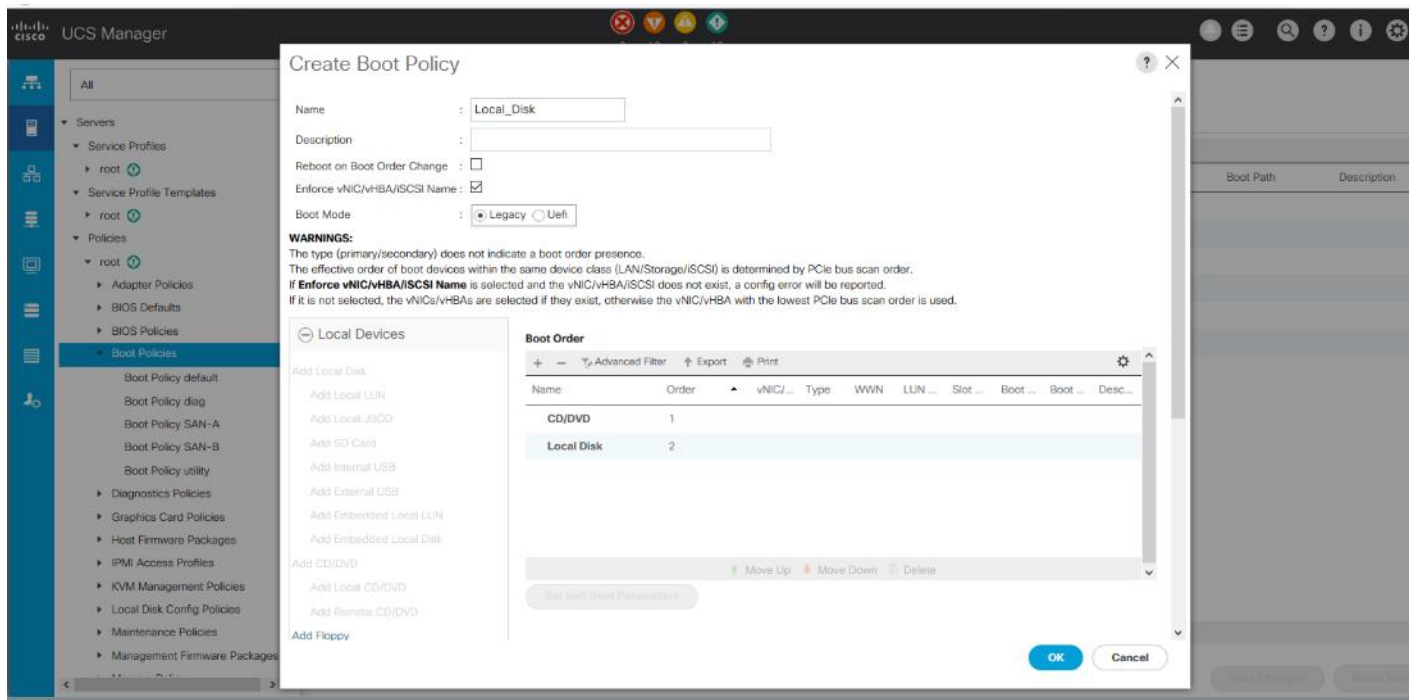 cisco UCS Manager
All
Servers
Service Profiles
root
Service Profile Templates
root
Policies
root
Adapter Policies
BIOS Defaults
BIOS Policies
Boot Policies
Boot Policy default
Boot Policy diag
Boot Policy SAN-A
Boot Policy SAN-B
Boot Policy utility
Diagnostics Policies
Graphics Card Policies
Host Firmware Packages
IPMI Access Profiles
KVM Management Policies
Local Disk Config Policies
Maintenance Policies
Management Firmware Packages
Create Boot Policy
?
Name : Local_Disk
Description :
Reboot on Boot Order Change :
Enforce vNIC/vHBA/iSCSI Name :
Boot Mode : Legacy Uefi
WARNINGS:
The type (primary/secondary) does not indicate a boot order presence.
The effective order of boot devices within the same device class (LAN/Storage/iSCSI) is determined by PCIe bus scan order.
If Enforce vNIC/vHBA/iSCSI Name is selected and the vNIC/vHBA/iSCSI does not exist, a config error will be reported.
If it is not selected, the vNICs/vHBAs are selected if they exist, otherwise the vNIC/vHBA with the lowest PCIe bus scan order is used.
Local Devices
Add Local Disk
Add Local LUN
Add Local JBOD
Add SD Card
Add Internal USB
Add External USB
Add Embedded Local LUN
Add Embedded Local Disk
Add CD/DVD
Add Local CD/DVD
Add Remote CD/DVD
Add Floppy
Boot Order
+ − Advanced Filter Export Print
Name Order vNIC/... Type WWN LUN ... Slot ... Boot ... Boot ... Desc...
CD/DVD 1
Local Disk 2
Move Up Move Down Delete
Set Uefi Boot Parameters
OK Cancel
Boot Path Description